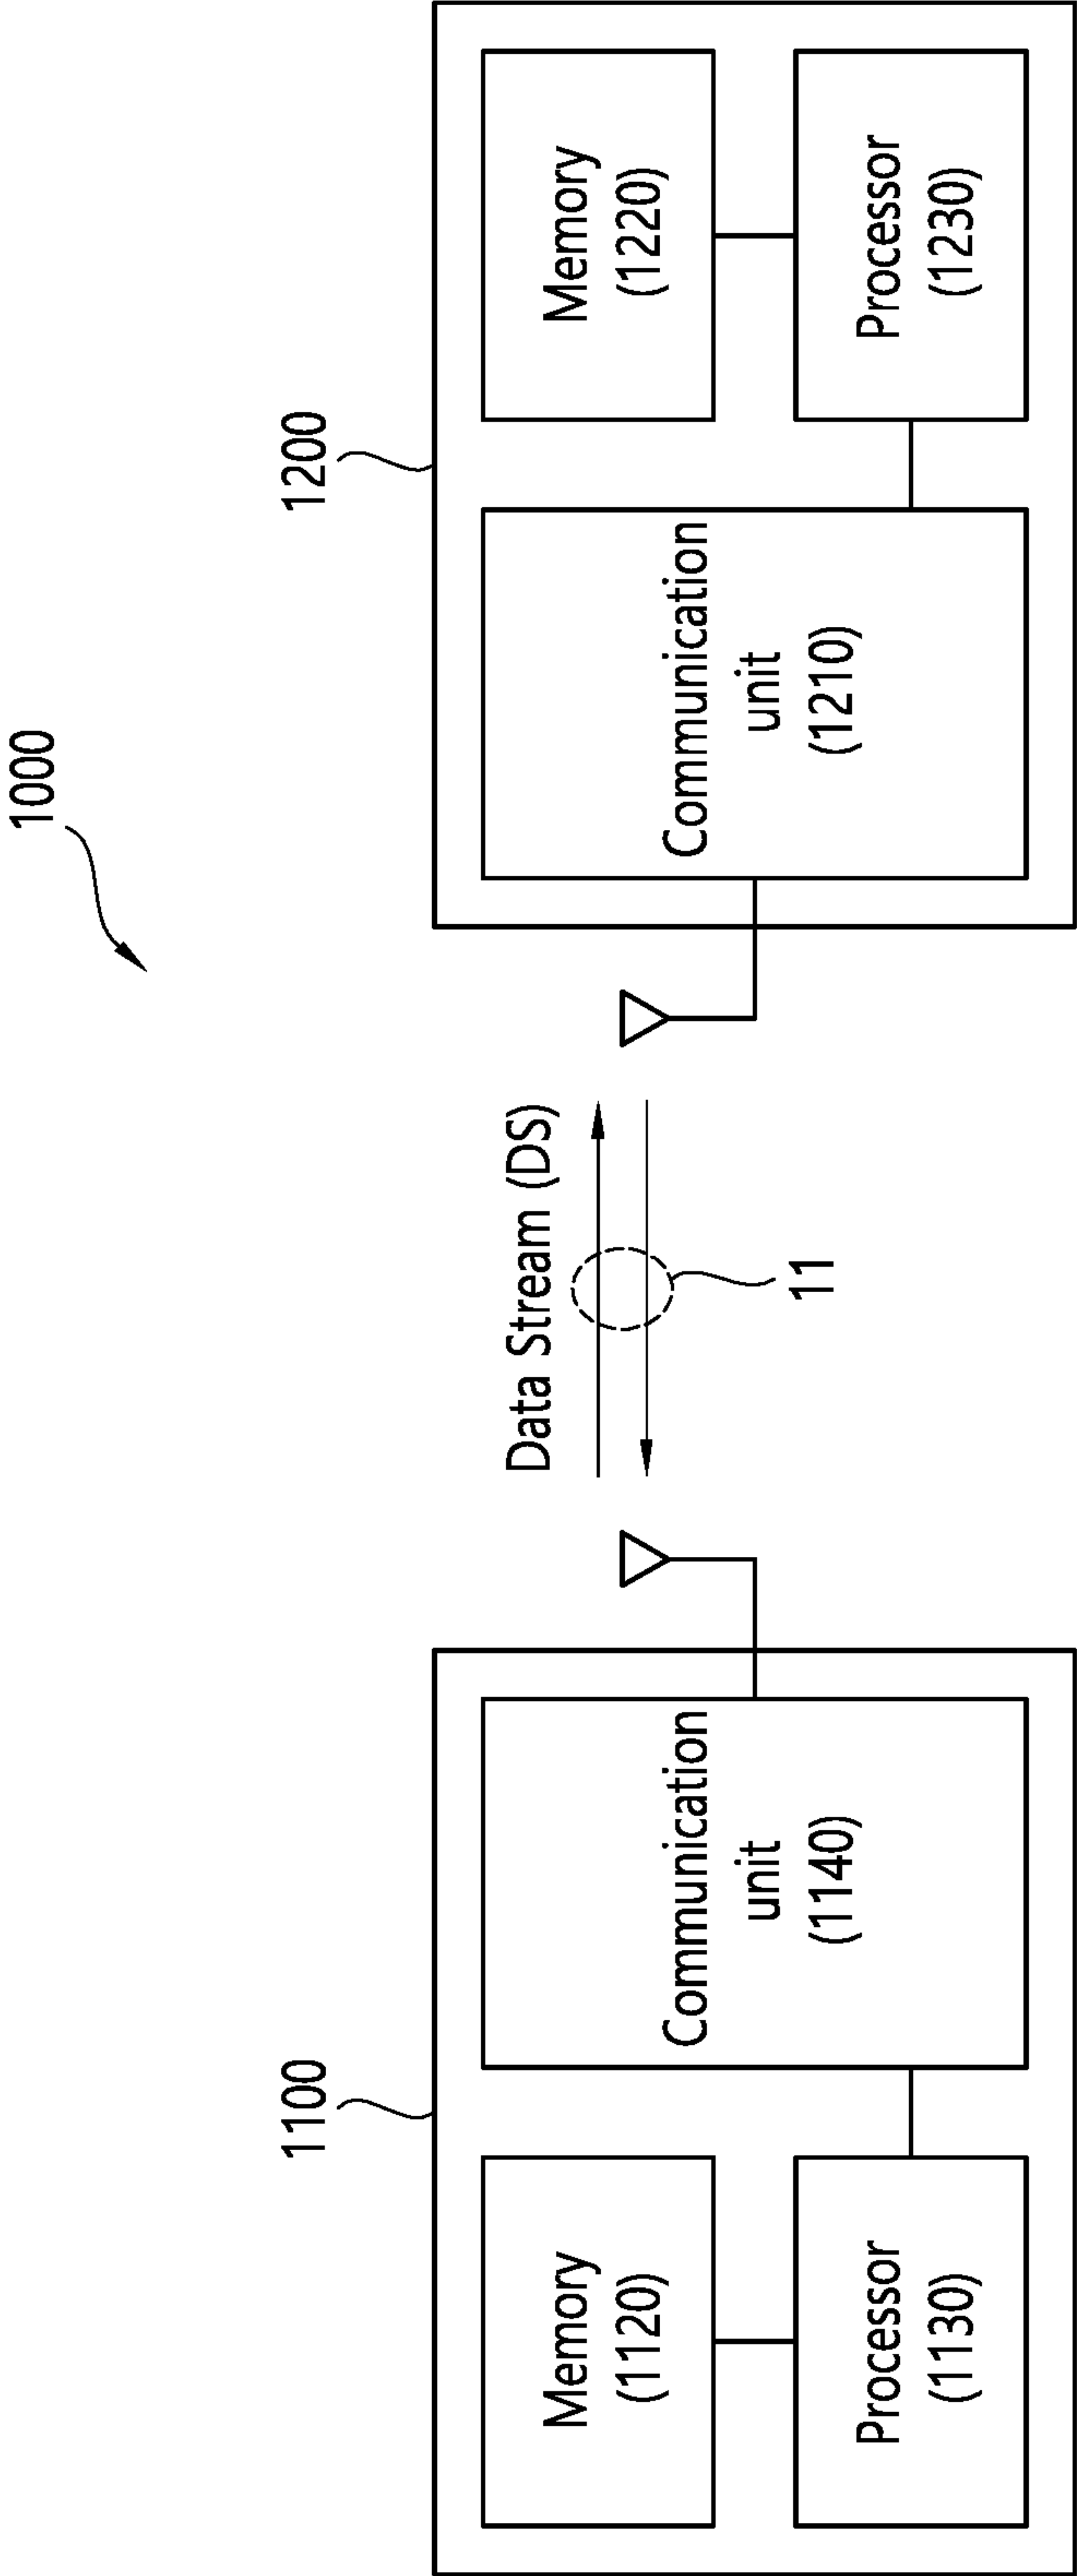 1000
1100
Memory
(1120)
Processor
(1130)
Communication
unit
(1140)
Data Stream (DS)
11
1200
Communication
unit
(1210)
Memory
(1220)
Processor
(1230)